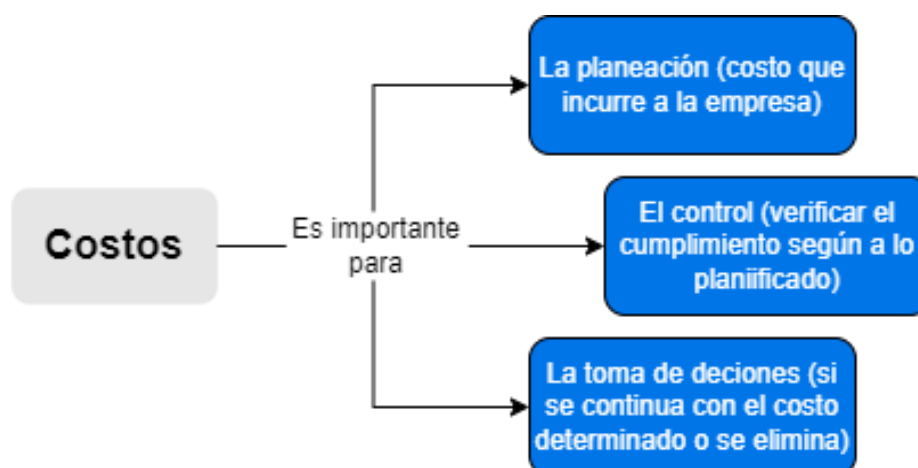 Costos
Es importante
para
La planeación (costo que
incurre a la empresa)
El control (verificar el
cumplimiento según a lo
planiificado)
La toma de deciones (si
se continua con el costo
determinado o se elimina)